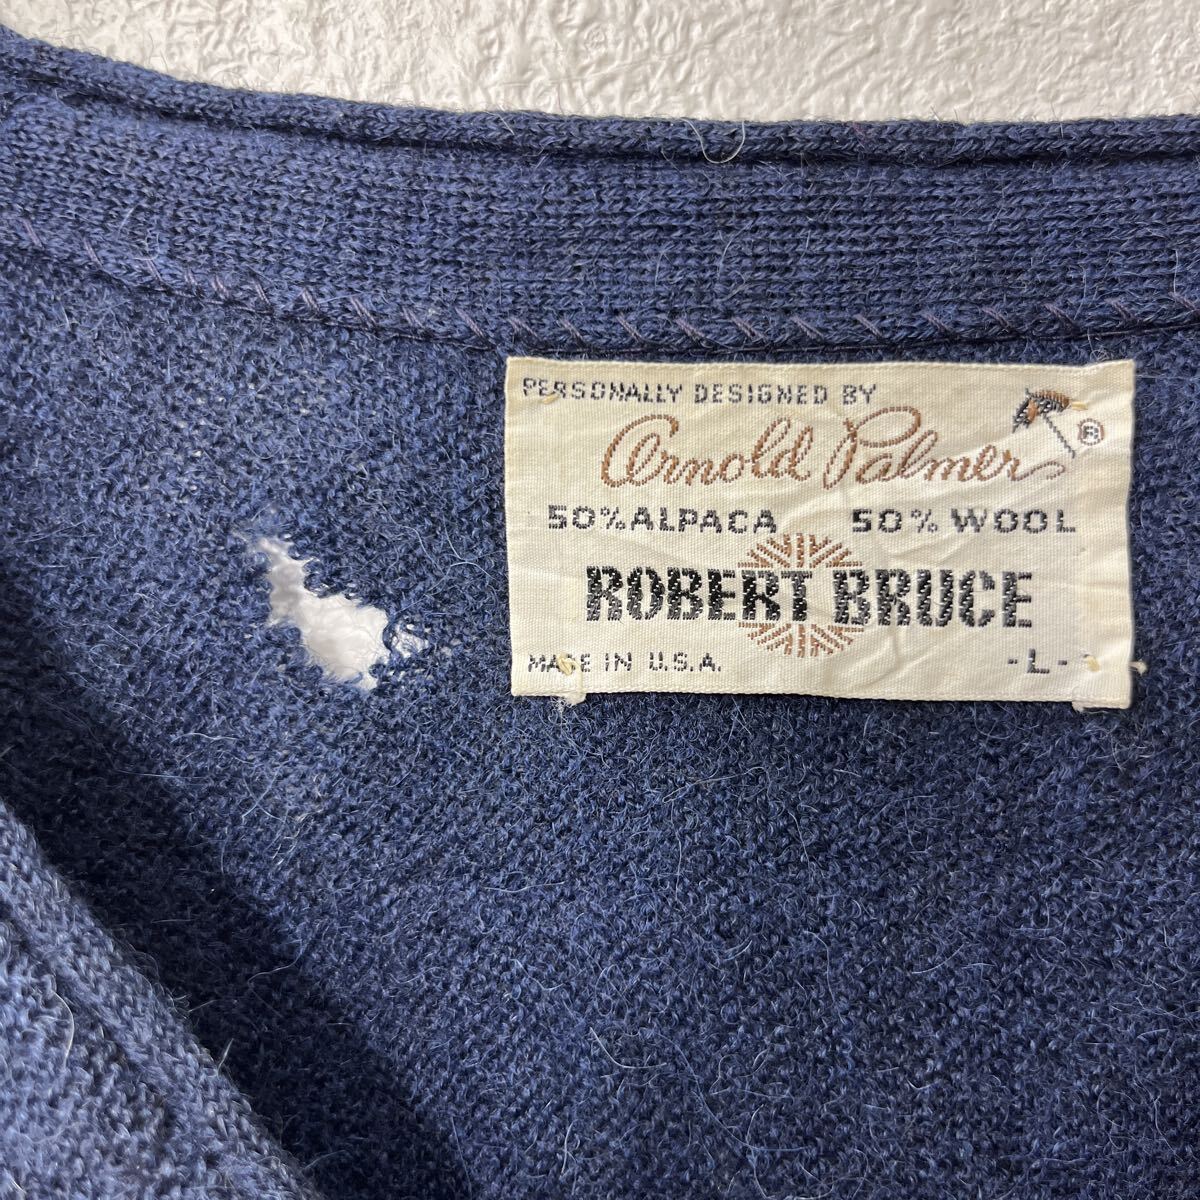 PERSONALLY DESIGNED BY
Arnold Palmer ®
50% ALPACA 50% WOOL
ROBERT BRUCE
MADE IN U.S.A. -L-